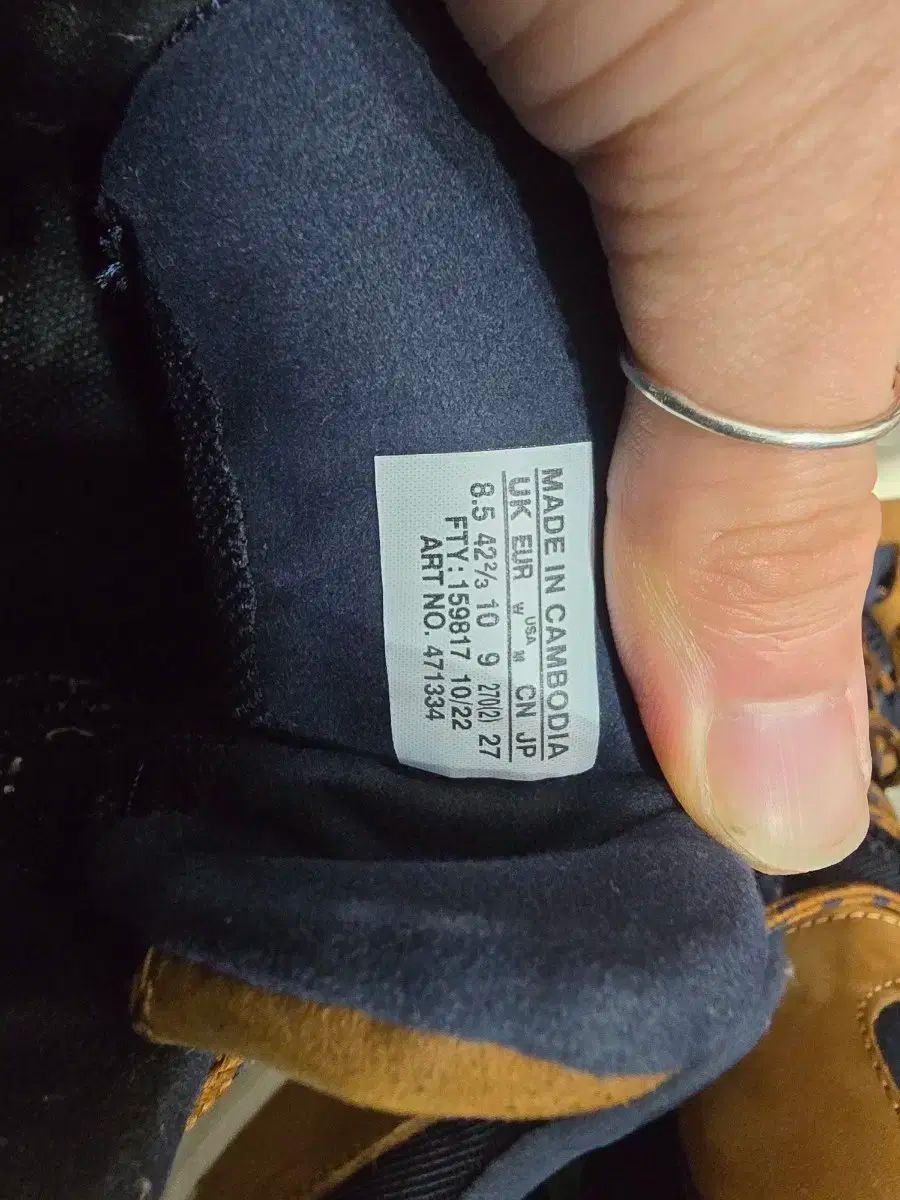 MADE IN CAMBODIA
UK EUR USA CN JP
W M
8.5 42⅔ 10 9 270(2) 27
FTY: 159817 10/22
ART NO. 471334